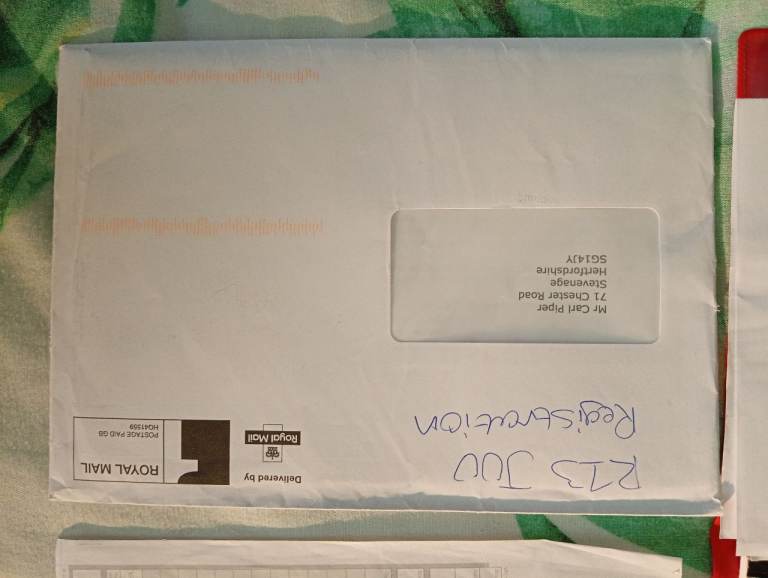 R13 JUU
Registration
Delivered by
Royal Mail
ROYAL MAIL
POSTAGE PAID GB
HQ41559
Mr Carl Piper
71 Chester Road
Stevenage
Hertfordshire
SG14JY